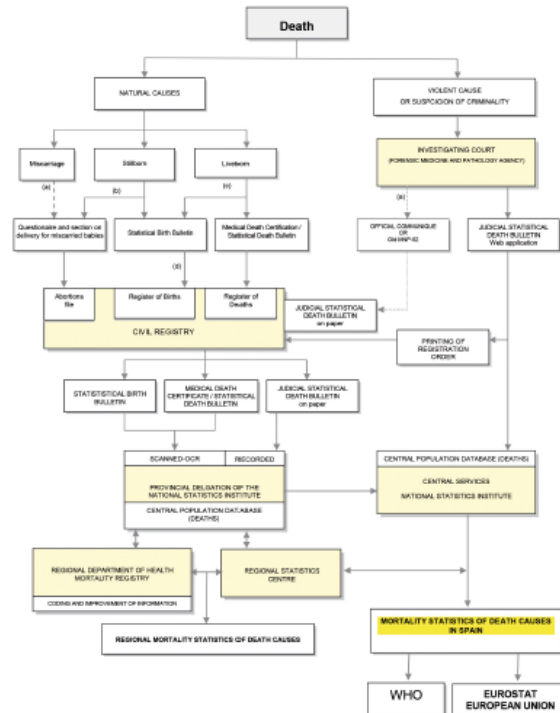 Death
NATURAL CAUSES
VIOLENT CAUSE
OR SUSPICION OF CRIMINALITY
INVESTIGATING COURT
(FORENSIC MEDICINE AND PATHOLOGY AGENCY)
Miscarriage
Stillborn
Liveborn
(a)
(b)
(c)
(e)
Questionaire and section on
delivery for miscarried babies
Statistical Birth Bulletin
Medical Death Certification /
Statistical Death Bulletin
OFFICIAL COMMUNIQUE
OR
JUDICIAL STATISTICAL
DEATH BULLETIN
Web application
(d)
Abortions
file
Register of Births
Register of
Deaths
CIVIL REGISTRY
JUDICIAL STATISTICAL
DEATH BULLETIN
on paper
PRINTING OF
REGISTRATION
ORDER
STATISTISTICAL BIRTH
BULLETIN
MEDICAL DEATH
CERTIFICATE / STATISTICAL
DEATH BULLETIN
JUDICIAL STATISTICAL
DEATH BULLETIN
on paper
SCANNED-OCR
RECORDED
PROVINCIAL DELGATION OF THE
NATIONAL STATISTICS INSTITUTE
CENTRAL POPULATION DATABASE
(DEATHS)
CENTRAL POPULATION DATABASE (DEATHS)
CENTRAL SERVICES
NATIONAL STATISTICS INSTITUTE
REGIONAL DEPARTMENT OF HEALTH
MORTALITY REGISTRY
CODING AND IMPROVEMENT OF INFORMATION
REGIONAL STATISTICS
CENTRE
REGIONAL MORTALITY STATISTICS OF DEATH CAUSES
MORTALITY STATISTICS OF DEATH CAUSES
IN SPAIN
WHO
EUROSTAT
EUROPEAN UNION